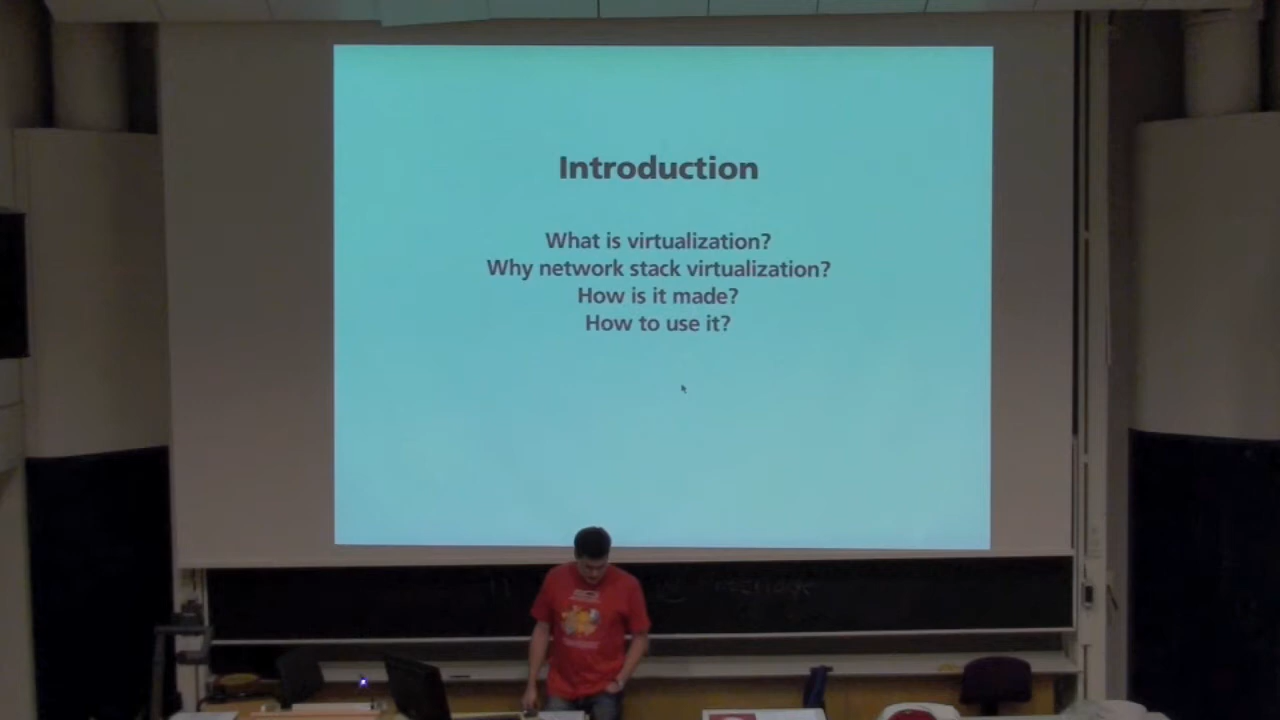 Introduction
What is virtualization?
Why network stack virtualization?
How is it made?
How to use it?